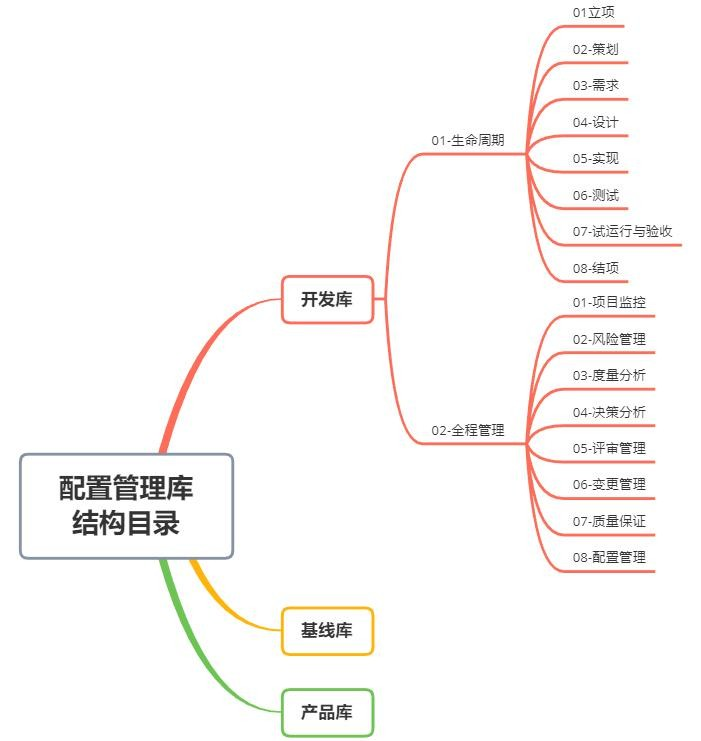 配置管理库
结构目录
开发库
01-生命周期
01立项
02-策划
03-需求
04-设计
05-实现
06-测试
07-试运行与验收
08-结项
02-全程管理
01-项目监控
02-风险管理
03-度量分析
04-决策分析
05-评审管理
06-变更管理
07-质量保证
08-配置管理
基线库
产品库